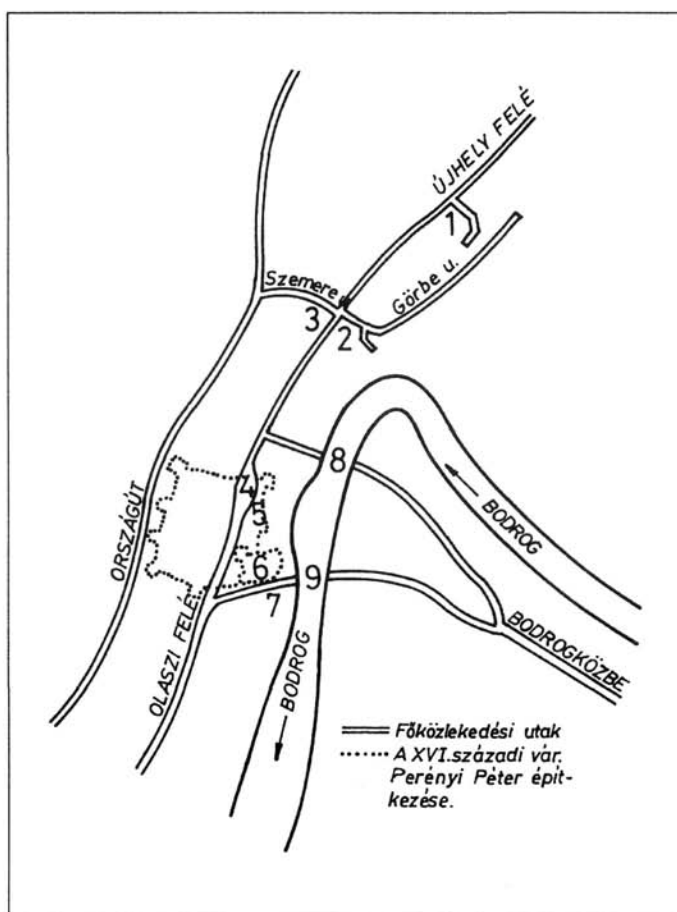 ÚJHELY FELÉ
1
Szemere u.
Görbe u.
3
2
8
4
5
ORSZÁGÚT
BODROG
6
9
7
OLASZI FELÉ
BODROGKÖZBE
BODROG
Főközlekedési utak
A XVI. századi vár.
Perényi Péter épít-
kezése.